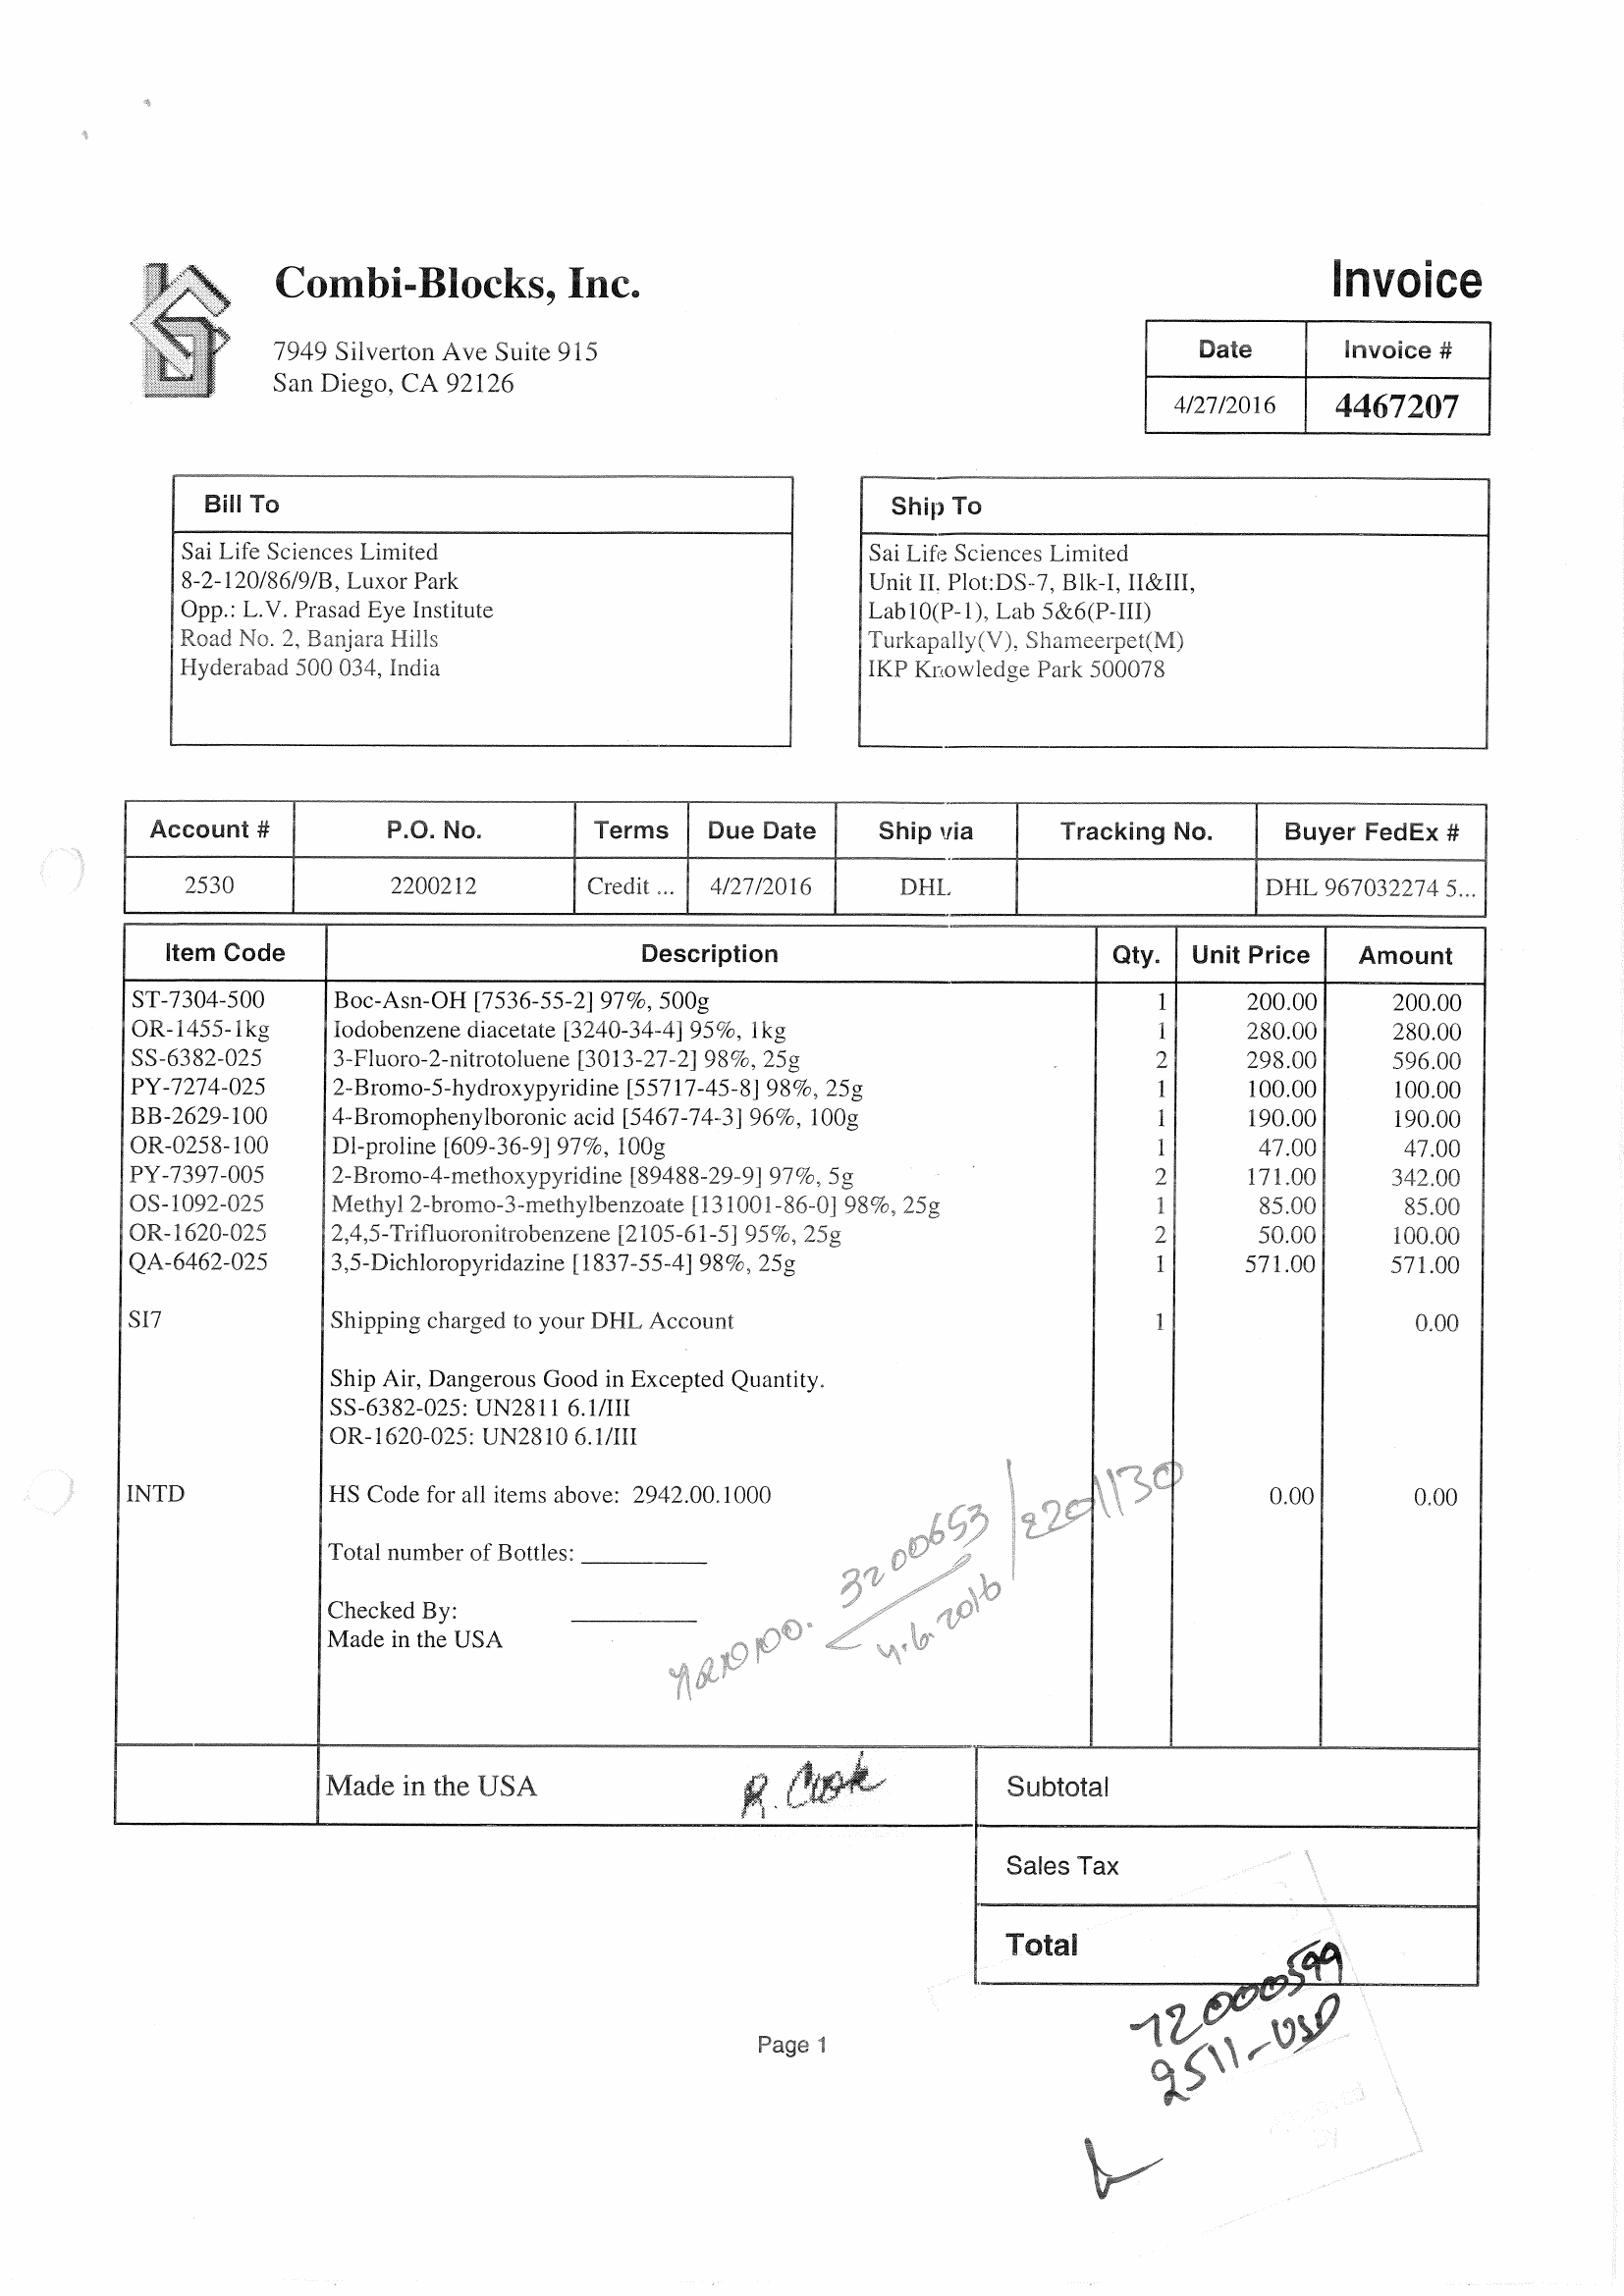 Combi-Blocks, Inc.
7949 Silverton Ave Suite 915
San Diego, CA 92126
Invoice
Date Invoice #
4/27/2016 4467207
Bill To
Sai Life Sciences Limited
8-2-120/86/9/B, Luxor Park
Opp.: L.V. Prasad Eye Institute
Road No. 2, Banjara Hills
Hyderabad 500 034, India
Ship To
Sai Life Sciences Limited
Unit II, Plot:DS-7, Blk-I, II&III,
Lab10(P-1), Lab 5&6(P-III)
Turkapally(V), Shameerpet(M)
IKP Knowledge Park 500078
Account # P.O. No. Terms Due Date Ship via Tracking No. Buyer FedEx #
2530 2200212 Credit ... 4/27/2016 DHL DHL 967032274 5...
Item Code Description Qty. Unit Price Amount
ST-7304-500 Boc-Asn-OH [7536-55-2] 97%, 500g 1 200.00 200.00
OR-1455-1kg Iodobenzene diacetate [3240-34-4] 95%, 1kg 1 280.00 280.00
SS-6382-025 3-Fluoro-2-nitrotoluene [3013-27-2] 98%, 25g 2 298.00 596.00
PY-7274-025 2-Bromo-5-hydroxypyridine [55717-45-8] 98%, 25g 1 100.00 100.00
BB-2629-100 4-Bromophenylboronic acid [5467-74-3] 96%, 100g 1 190.00 190.00
OR-0258-100 Dl-proline [609-36-9] 97%, 100g 1 47.00 47.00
PY-7397-005 2-Bromo-4-methoxypyridine [89488-29-9] 97%, 5g 2 171.00 342.00
OS-1092-025 Methyl 2-bromo-3-methylbenzoate [131001-86-0] 98%, 25g 1 85.00 85.00
OR-1620-025 2,4,5-Trifluoronitrobenzene [2105-61-5] 95%, 25g 2 50.00 100.00
QA-6462-025 3,5-Dichloropyridazine [1837-55-4] 98%, 25g 1 571.00 571.00
SI7 Shipping charged to your DHL Account 1 0.00
Ship Air, Dangerous Good in Excepted Quantity.
SS-6382-025: UN2811 6.1/III
OR-1620-025: UN2810 6.1/III
INTD HS Code for all items above: 2942.00.1000 0.00 0.00
3200653 / 2201130
Total number of Bottles:
Checked By:
4.6.2016
Made in the USA
Made in the USA R. Cook Subtotal
Sales Tax
Total
72000599
2511-USD
Page 1